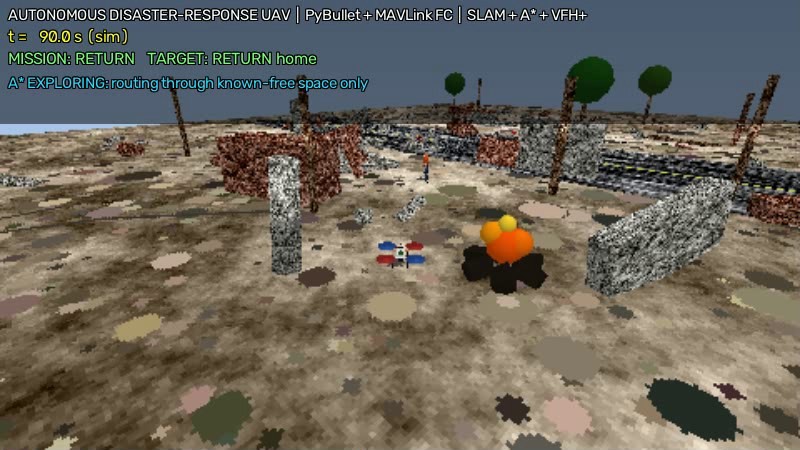 AUTONOMOUS DISASTER-RESPONSE UAV | PyBullet + MAVLink FC | SLAM + A* + VFH+
t = 90.0 s (sim)
MISSION: RETURN TARGET: RETURN home
A* EXPLORING: routing through known-free space only